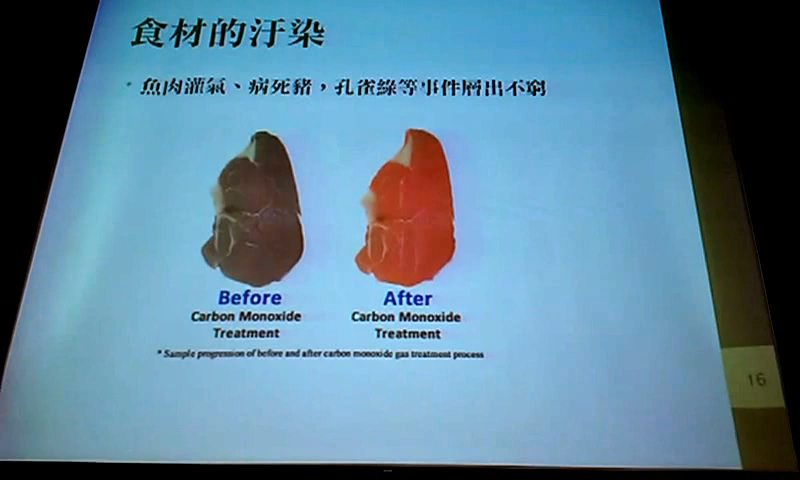 食材的汙染
• 魚肉灌氣、病死豬，孔雀綠等事件層出不窮
Before
Carbon Monoxide
Treatment
After
Carbon Monoxide
Treatment
* Sample progression of before and after carbon monoxide gas treatment process
16